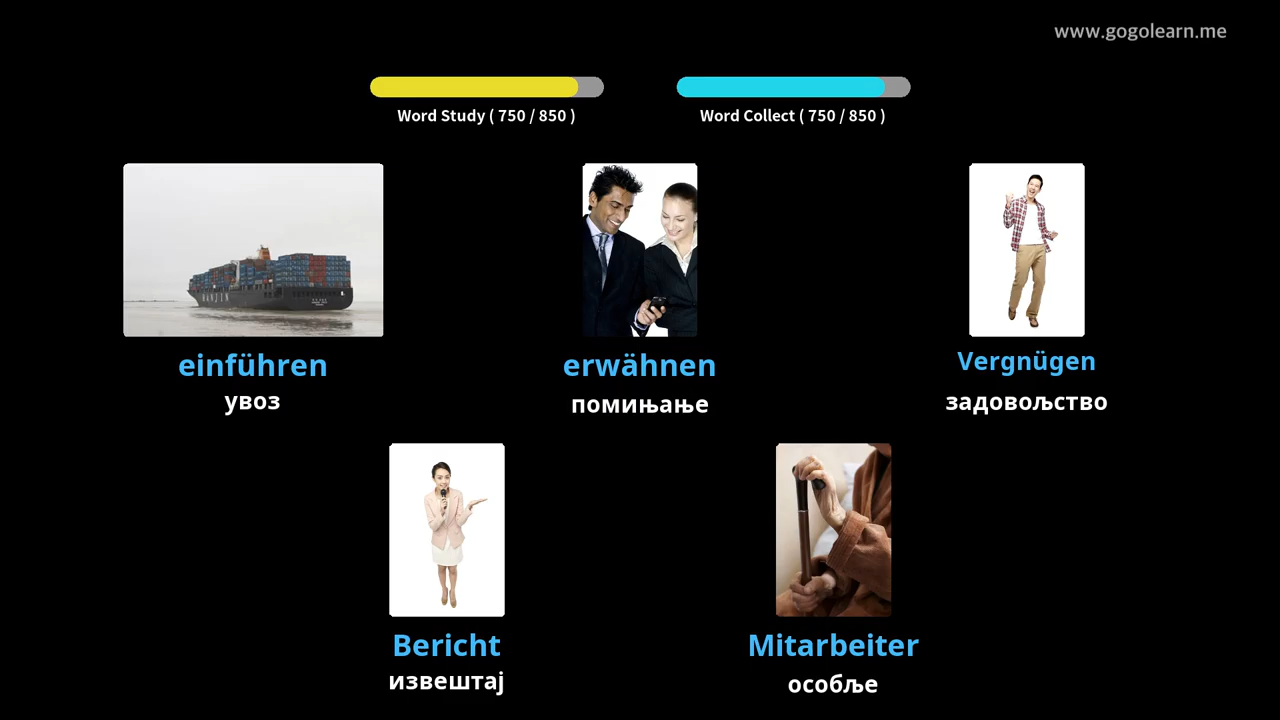 www.gogolearn.me
Word Study ( 750 / 850 )
Word Collect ( 750 / 850 )
HANJIN
einführen
увоз
erwähnen
помињање
Vergnügen
задовољство
Bericht
извештај
Mitarbeiter
особље